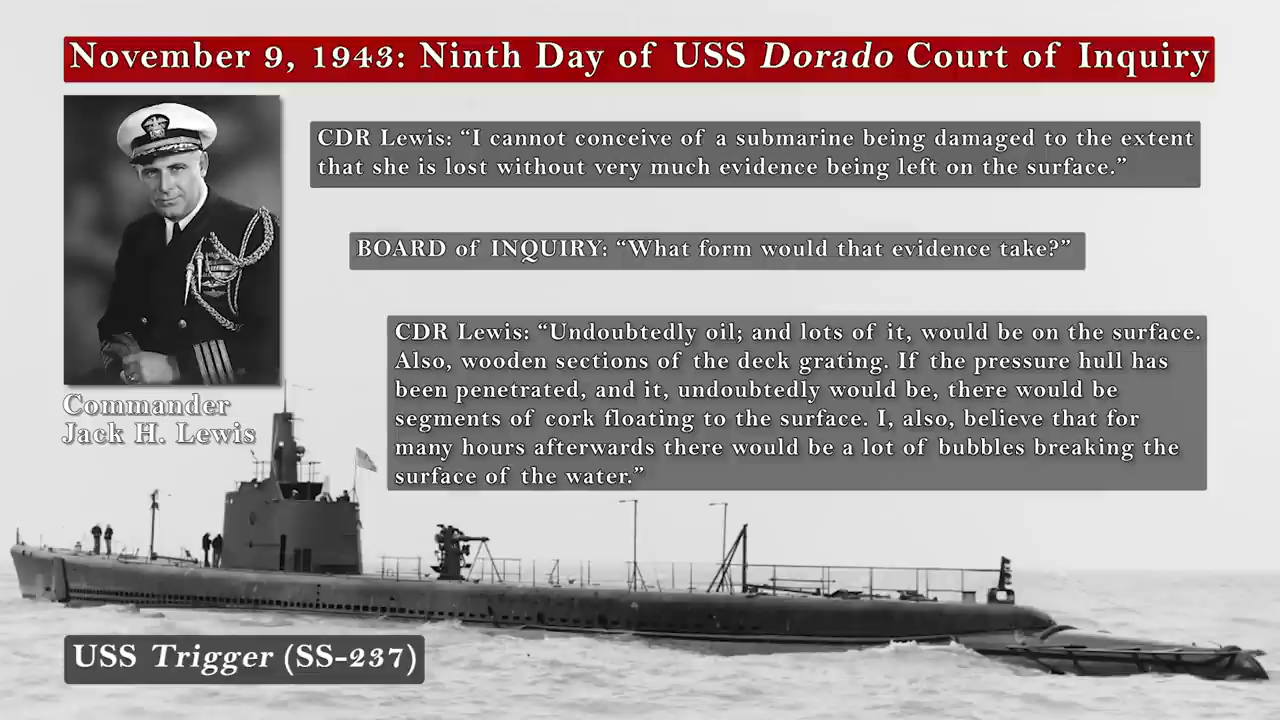 November 9, 1943: Ninth Day of USS Dorado Court of Inquiry
CDR Lewis: “I cannot conceive of a submarine being damaged to the extent
that she is lost without very much evidence being left on the surface.”
BOARD of INQUIRY: “What form would that evidence take?”
CDR Lewis: “Undoubtedly oil; and lots of it, would be on the surface.
Also, wooden sections of the deck grating. If the pressure hull has
been penetrated, and it, undoubtedly would be, there would be
segments of cork floating to the surface. I, also, believe that for
many hours afterwards there would be a lot of bubbles breaking the
surface of the water.”
Commander
Jack H. Lewis
USS Trigger (SS-237)